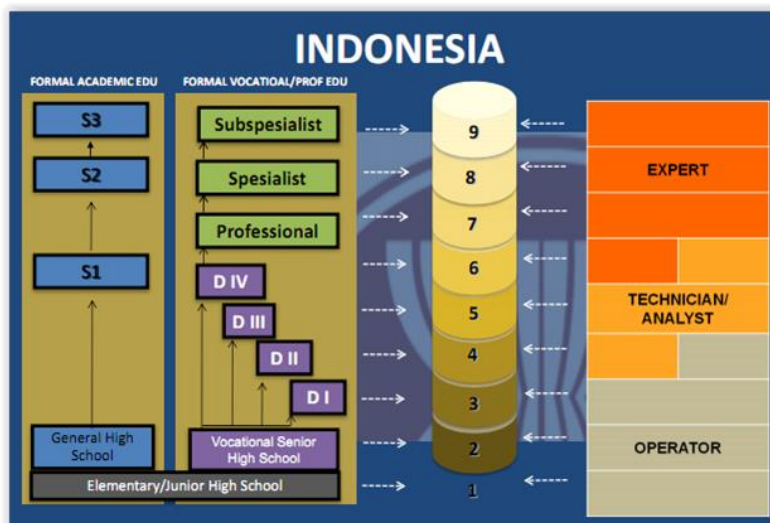 INDONESIA
FORMAL ACADEMIC EDU
FORMAL VOCATIOAL/PROF EDU
S3
S2
S1
General High
School
Subspesialist
Spesialist
Professional
D IV
D III
D II
D I
Vocational Senior
High School
Elementary/Junior High School
9
8
7
6
5
4
3
2
1
EXPERT
TECHNICIAN/
ANALYST
OPERATOR